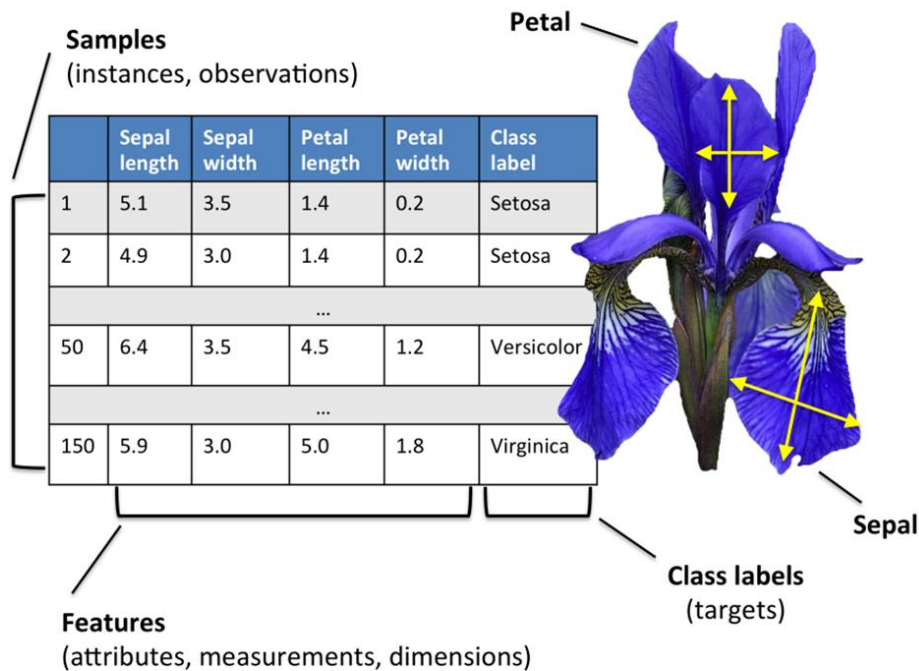 Samples
(instances, observations)
Petal
Sepal length Sepal width Petal length Petal width Class label
1 5.1 3.5 1.4 0.2 Setosa
2 4.9 3.0 1.4 0.2 Setosa
...
50 6.4 3.5 4.5 1.2 Versicolor
...
150 5.9 3.0 5.0 1.8 Virginica
Sepal
Class labels
(targets)
Features
(attributes, measurements, dimensions)